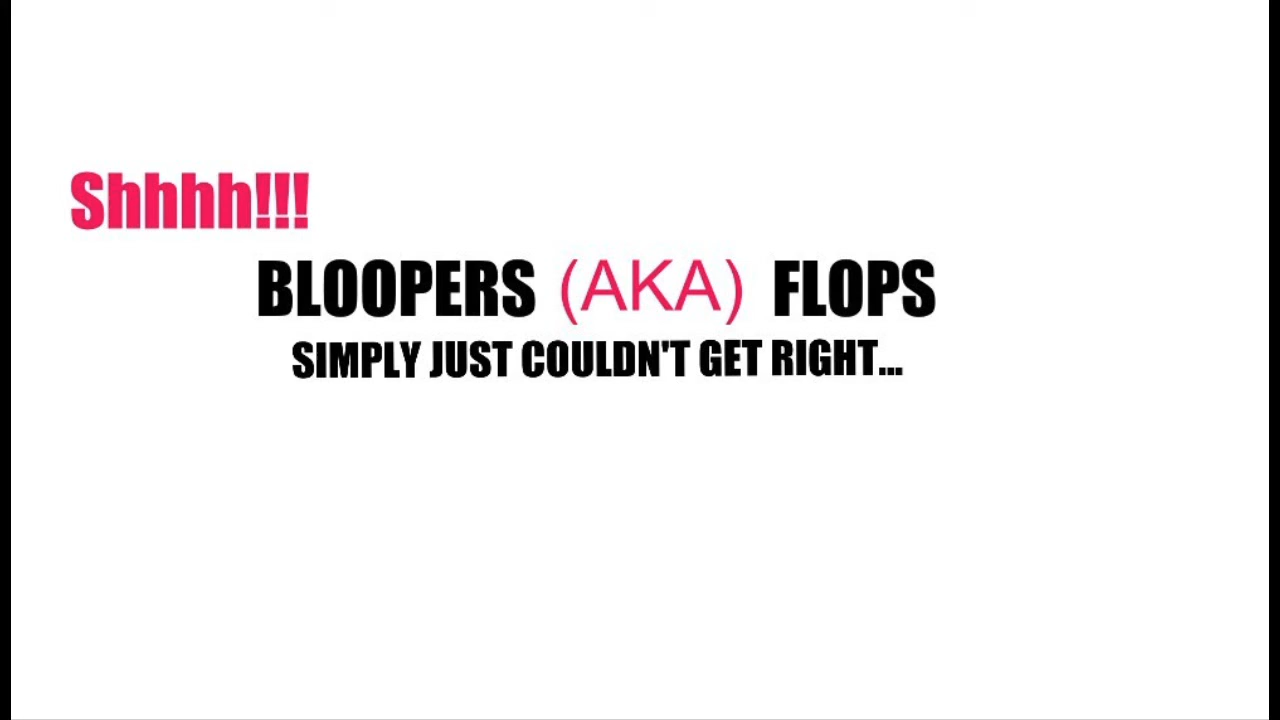 Shhhh!!!
BLOOPERS (AKA) FLOPS
SIMPLY JUST COULDN'T GET RIGHT...